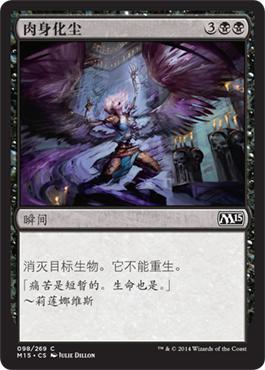 肉身化尘 3
瞬间 M15
消灭目标生物。它不能重生。
「痛苦是短暂的。生命也是。」
～莉莲娜维斯
098/269 C
M15 • CS JULIE DILLON ™ & © 2014 Wizards of the Coast